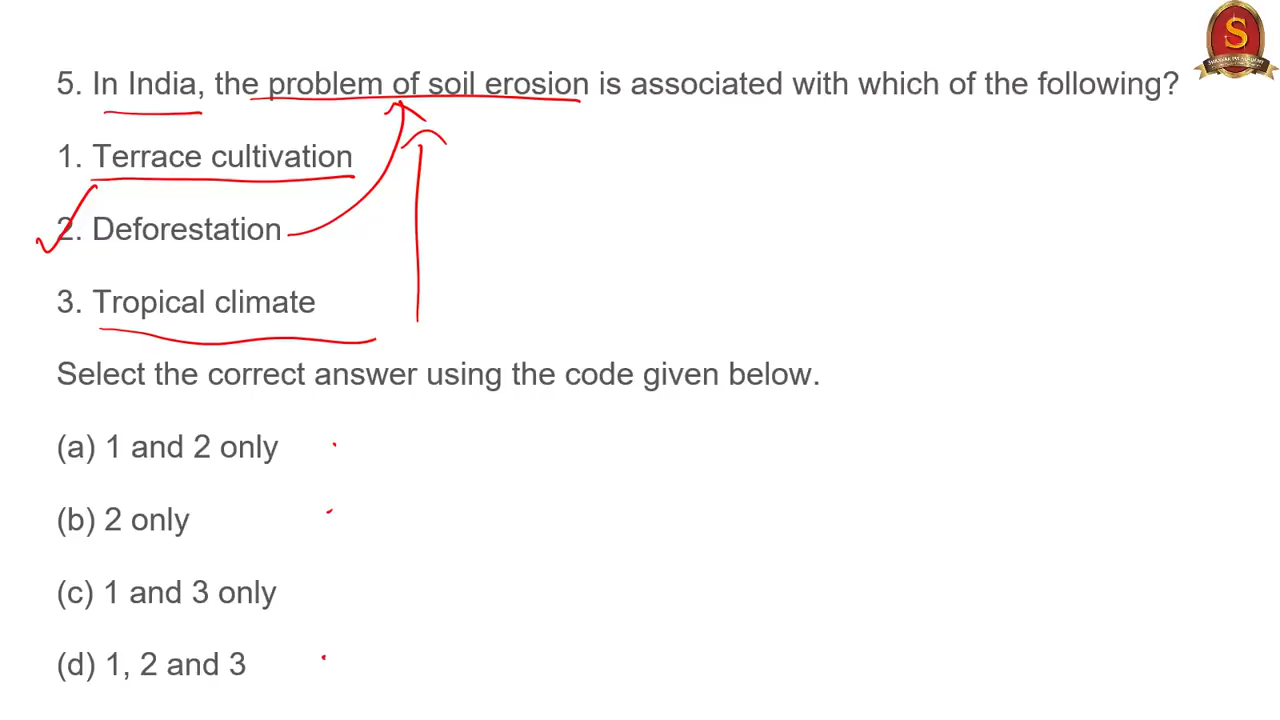 5. In India, the problem of soil erosion is associated with which of the following?
1. Terrace cultivation
2. Deforestation
3. Tropical climate
Select the correct answer using the code given below.
(a) 1 and 2 only
(b) 2 only
(c) 1 and 3 only
(d) 1, 2 and 3
S